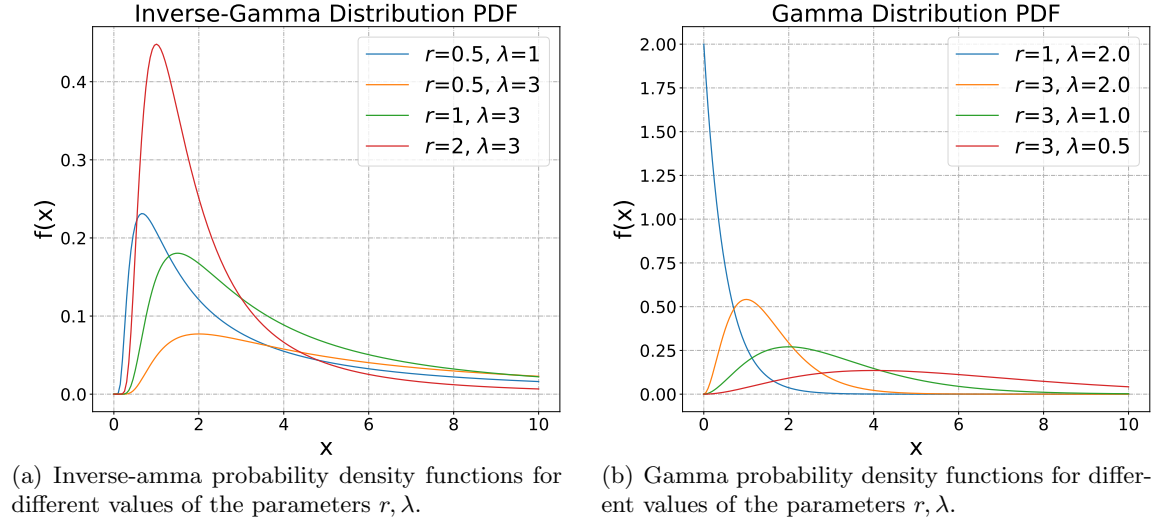 Inverse-Gamma Distribution PDF
r=0.5, λ=1
r=0.5, λ=3
r=1, λ=3
r=2, λ=3
f(x)
0.4
0.3
0.2
0.1
0.0
0 2 4 6 8 10
x
(a) Inverse-amma probability density functions for
different values of the parameters r, λ.
Gamma Distribution PDF
r=1, λ=2.0
r=3, λ=2.0
r=3, λ=1.0
r=3, λ=0.5
f(x)
2.00
1.75
1.50
1.25
1.00
0.75
0.50
0.25
0.00
0 2 4 6 8 10
x
(b) Gamma probability density functions for differ-
ent values of the parameters r, λ.